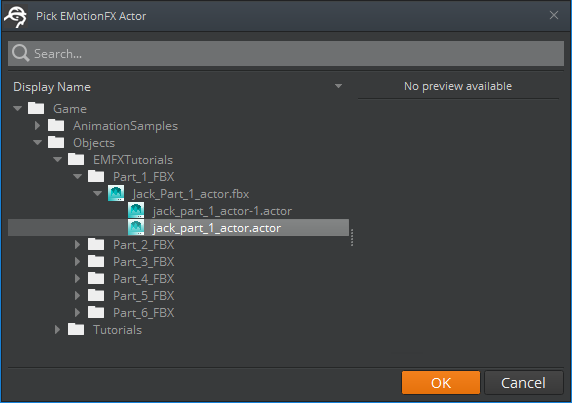 Pick EMotionFX Actor
Search...
Display Name
No preview available
Game
AnimationSamples
Objects
EMFXTutorials
Part_1_FBX
Jack_Part_1_actor.fbx
jack_part_1_actor-1.actor
jack_part_1_actor.actor
Part_2_FBX
Part_3_FBX
Part_4_FBX
Part_5_FBX
Part_6_FBX
Tutorials
OK
Cancel